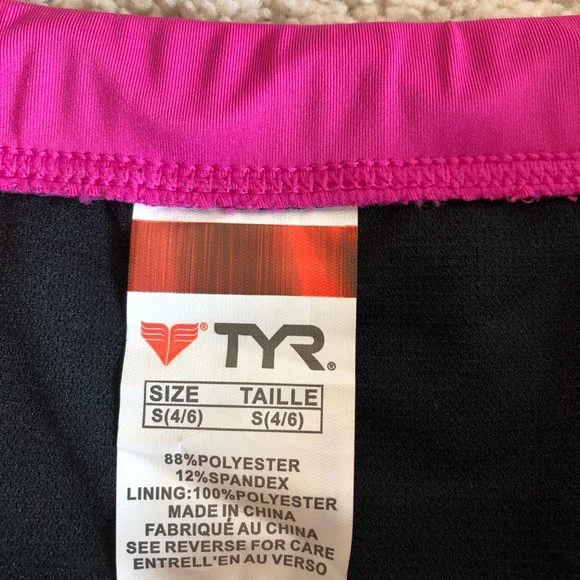 ® TYR®
SIZE TAILLE
S(4/6) S(4/6)
88%POLYESTER
12%SPANDEX
LINING:100%POLYESTER
MADE IN CHINA
FABRIQUÉ AU CHINA
SEE REVERSE FOR CARE
ENTRELL'EN AU VERSO